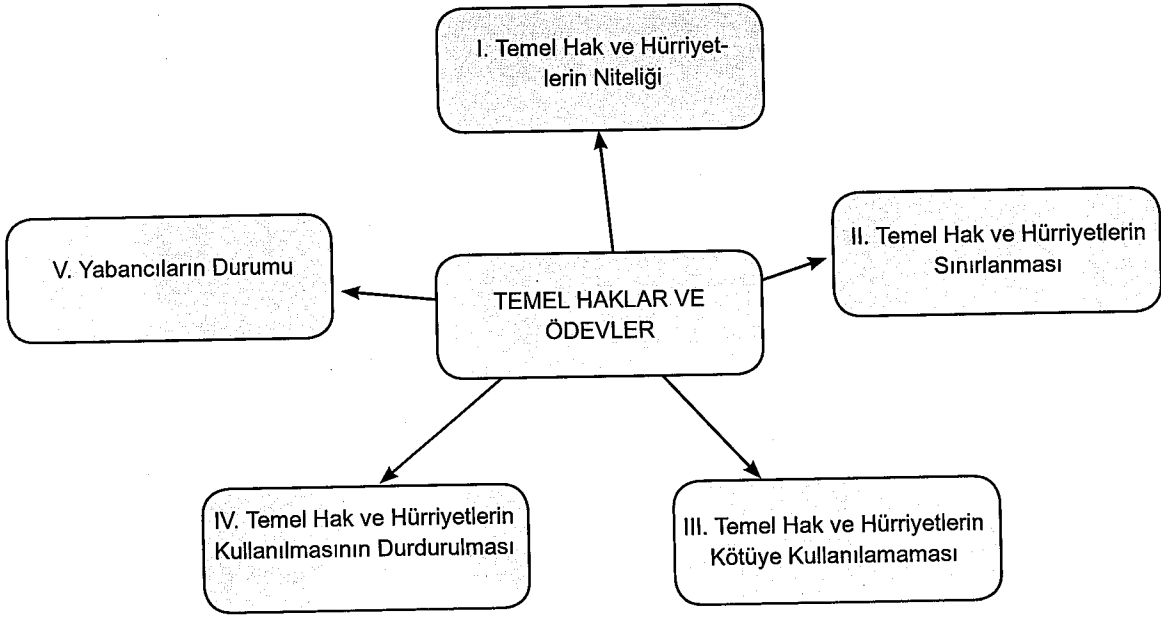 I. Temel Hak ve Hürriyet-
lerin Niteliği
II. Temel Hak ve Hürriyetlerin
Sınırlanması
V. Yabancıların Durumu
TEMEL HAKLAR VE
ÖDEVLER
IV. Temel Hak ve Hürriyetlerin
Kullanılmasının Durdurulması
III. Temel Hak ve Hürriyetlerin
Kötüye Kullanılamaması